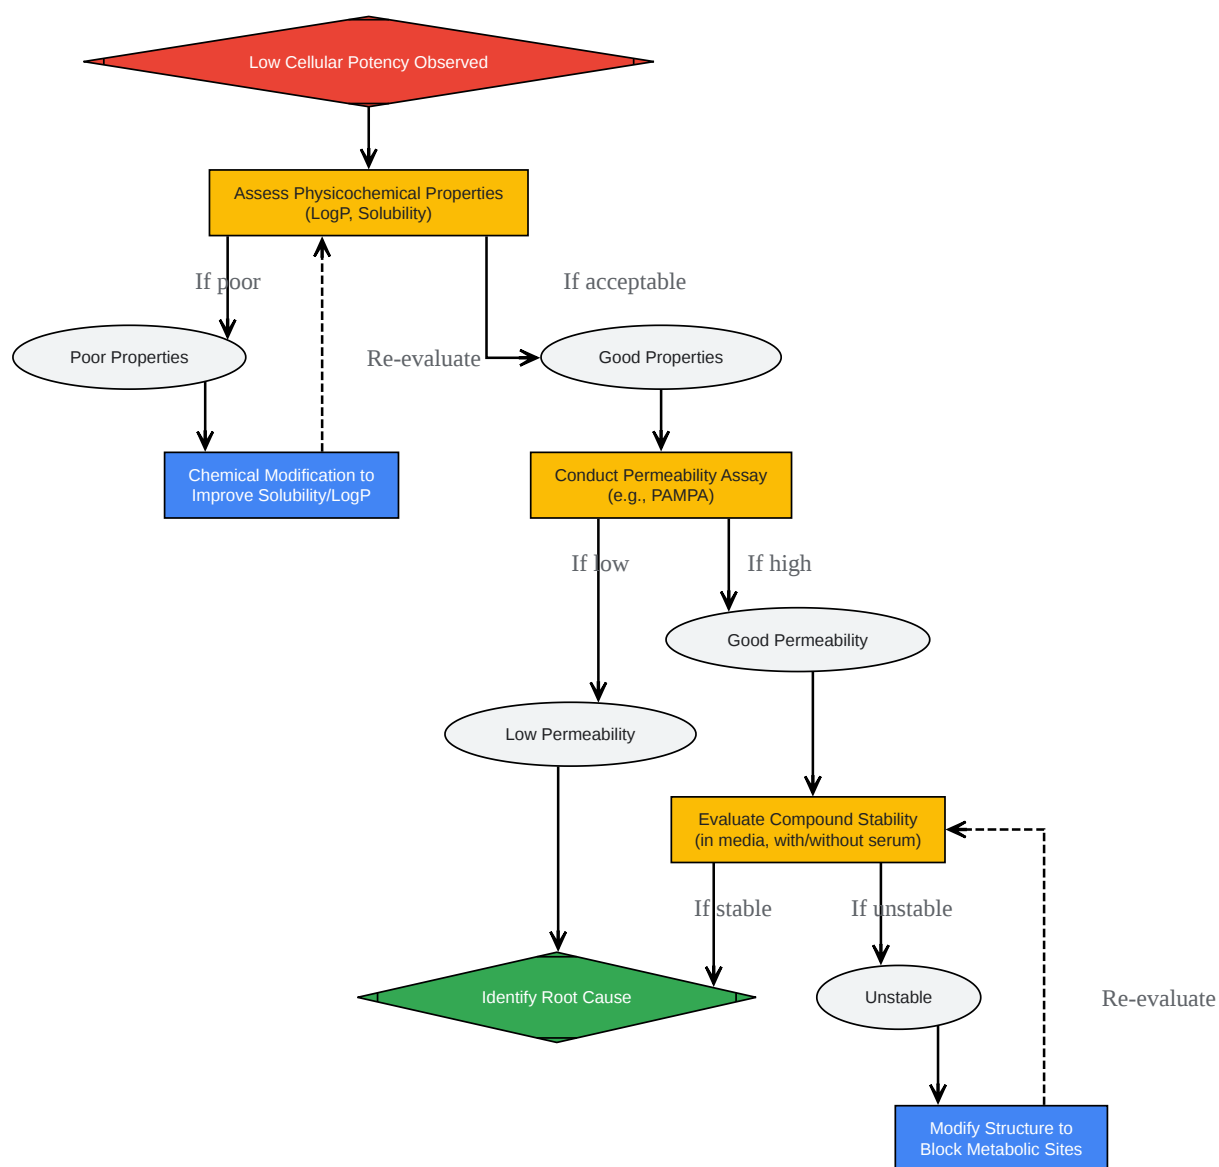 Low Cellular Potency Observed
Assess Physicochemical Properties
(LogP, Solubility)
If poor
If acceptable
Poor Properties
Re-evaluate
Good Properties
Chemical Modification to
Improve Solubility/LogP
Conduct Permeability Assay
(e.g., PAMPA)
If low
If high
Good Permeability
Low Permeability
Evaluate Compound Stability
(in media, with/without serum)
If stable
If unstable
Identify Root Cause
Unstable
Re-evaluate
Modify Structure to
Block Metabolic Sites